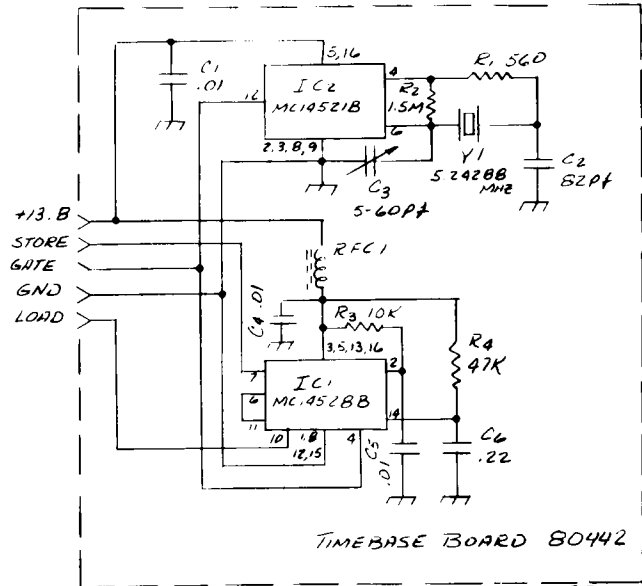 5,16
C1
.01
IC2
MC14521B
12
4
6
R2
1.5M
R1 560
2,3,8,9
C3
5-60Pf
Y1
5.24288
MHZ
C2
82Pf
+13.8
STORE
GATE
GND
LOAD
RFC1
C4 .01
R3 10K
3,5,13,16
R4
47K
7
6
11
IC1
MC14528B
2
14
10
1,8
12,15
4
C5
.01
C6
.22
TIMEBASE BOARD 80442